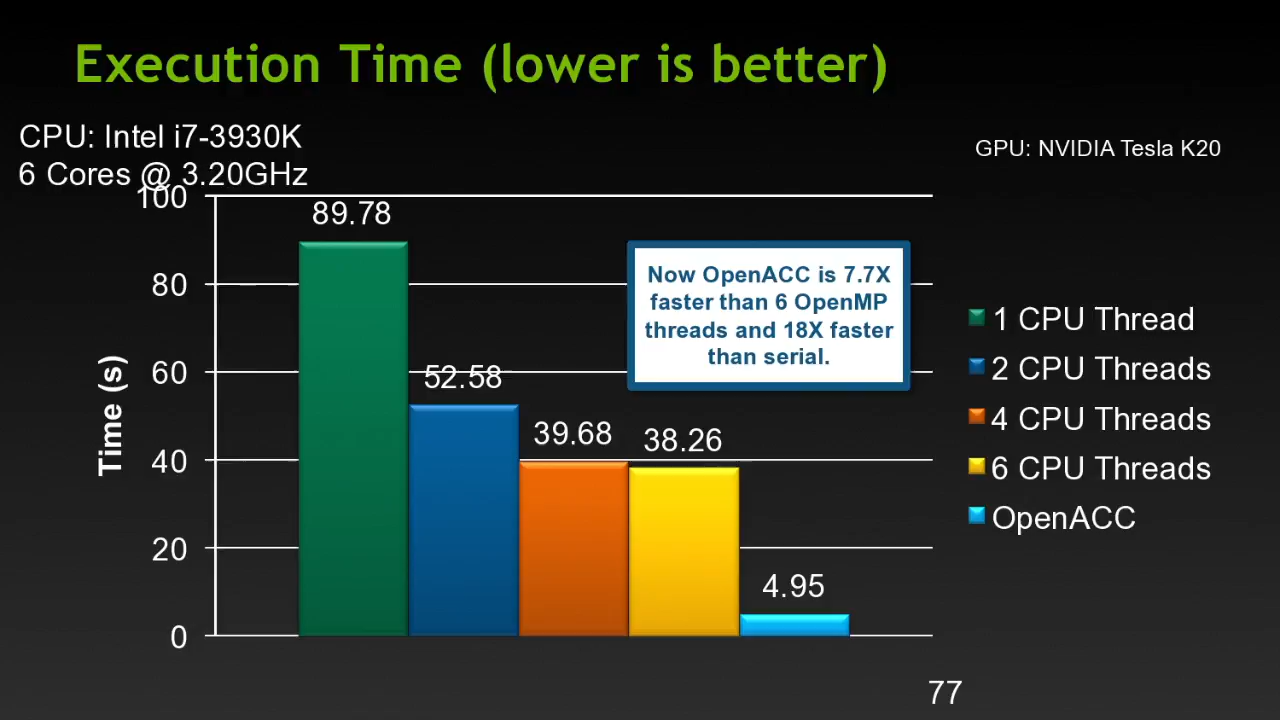 Execution Time (lower is better)
CPU: Intel i7-3930K
6 Cores @ 3.20GHz
GPU: NVIDIA Tesla K20
100
80
60
40
20
0
Time (s)
89.78
52.58
39.68
38.26
4.95
Now OpenACC is 7.7X
faster than 6 OpenMP
threads and 18X faster
than serial.
1 CPU Thread
2 CPU Threads
4 CPU Threads
6 CPU Threads
OpenACC
77